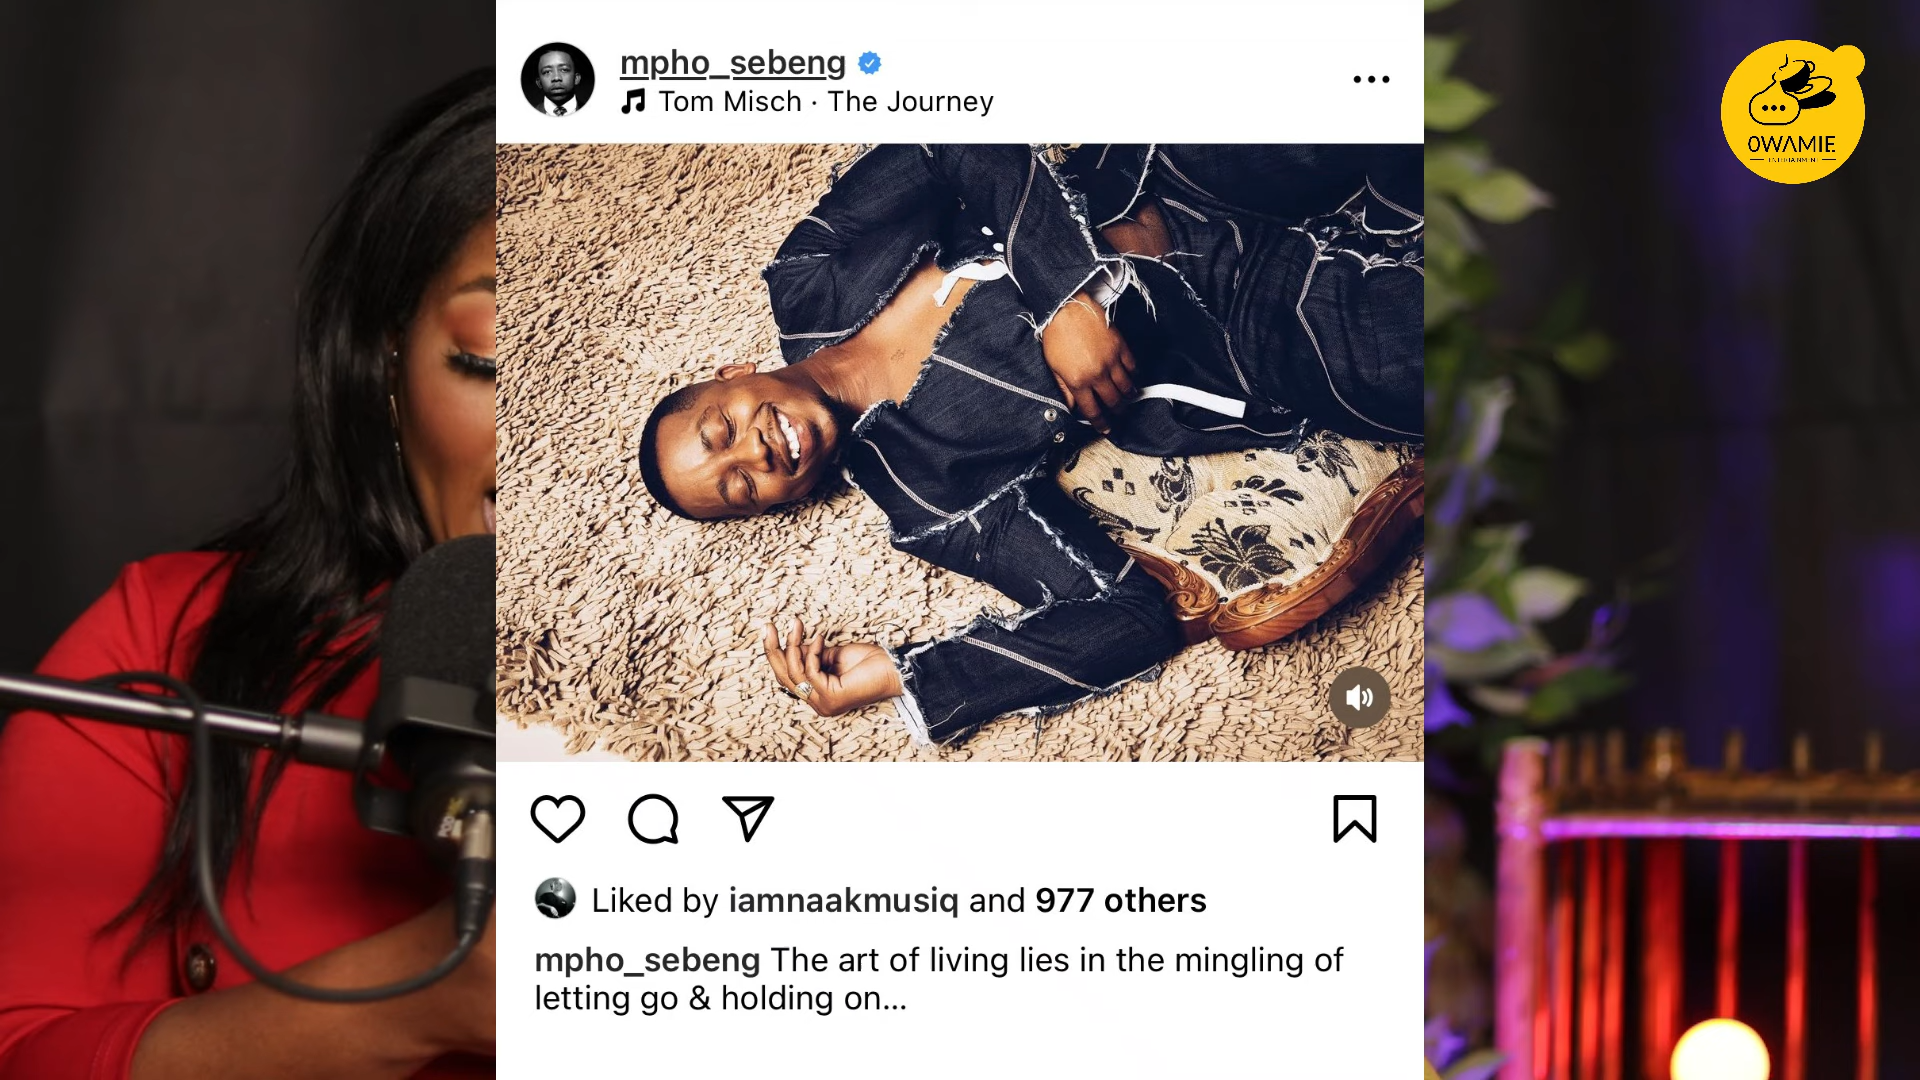 mpho_sebeng
Tom Misch · The Journey
OWAMIE
ENTERTAINMENT
Liked by iamnaakmusiq and 977 others
mpho_sebeng The art of living lies in the mingling of
letting go & holding on...